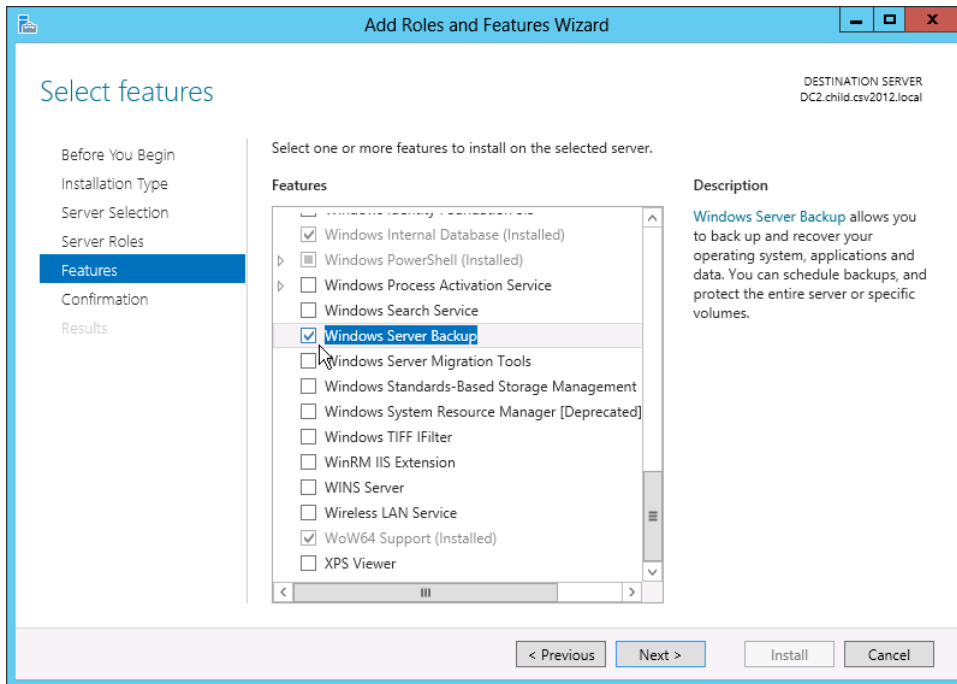 Add Roles and Features Wizard
Select features
DESTINATION SERVER
DC2.child.csv2012.local
Before You Begin
Installation Type
Server Selection
Server Roles
Features
Confirmation
Results
Select one or more features to install on the selected server.
Features
Windows Internal Database (Installed)
Windows PowerShell (Installed)
Windows Process Activation Service
Windows Search Service
Windows Server Backup
Windows Server Migration Tools
Windows Standards-Based Storage Management
Windows System Resource Manager [Deprecated]
Windows TIFF IFilter
WinRM IIS Extension
WINS Server
Wireless LAN Service
WoW64 Support (Installed)
XPS Viewer
Description
Windows Server Backup allows you
to back up and recover your
operating system, applications and
data. You can schedule backups, and
protect the entire server or specific
volumes.
< Previous
Next >
Install
Cancel